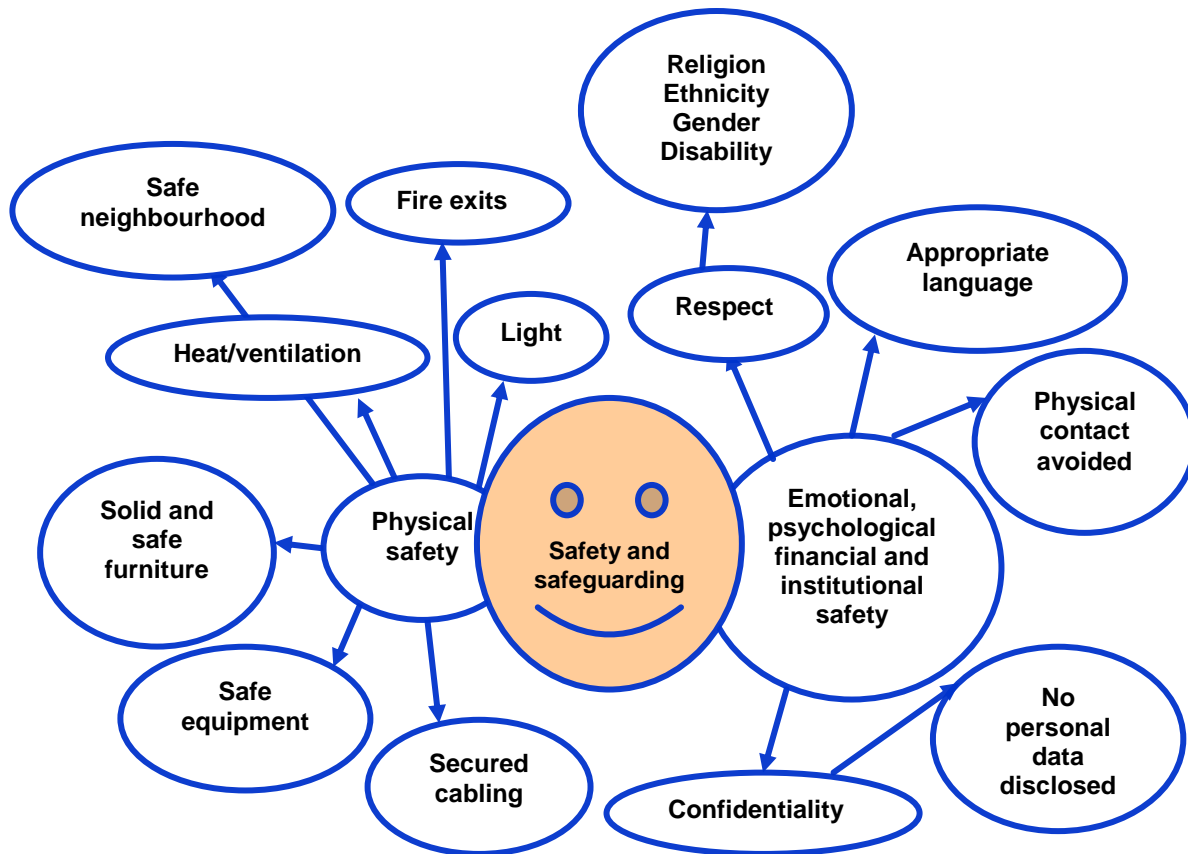 Religion
Ethnicity
Gender
Disability
Safe
neighbourhood
Fire exits
Appropriate
language
Respect
Light
Heat/ventilation
Physical
contact
avoided
Solid and
safe
furniture
Physical
safety
Safety and
safeguarding
Emotional,
psychological
financial and
institutional
safety
Safe
equipment
No
personal
data
disclosed
Secured
cabling
Confidentiality